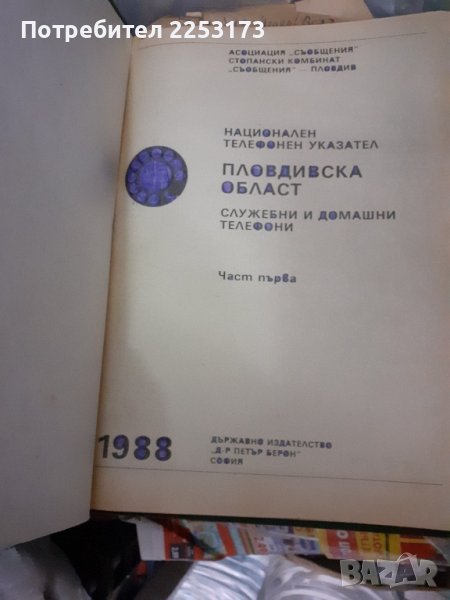 Потребител 2253173
АСОЦИАЦИЯ „СЪОБЩЕНИЯ“
СТОПАНСКИ КОМБИНАТ
„СЪОБЩЕНИЯ“ — ПЛОВДИВ
НАЦИОНАЛЕН
ТЕЛЕФОНЕН УКАЗАТЕЛ
ПЛОВДИВСКА
ОБЛАСТ
СЛУЖЕБНИ И ДОМАШНИ
ТЕЛЕФОНИ
Част първа
1988
ДЪРЖАВНО ИЗДАТЕЛСТВО
„Д-Р ПЕТЪР БЕРОН“
СОФИЯ
BAZAR